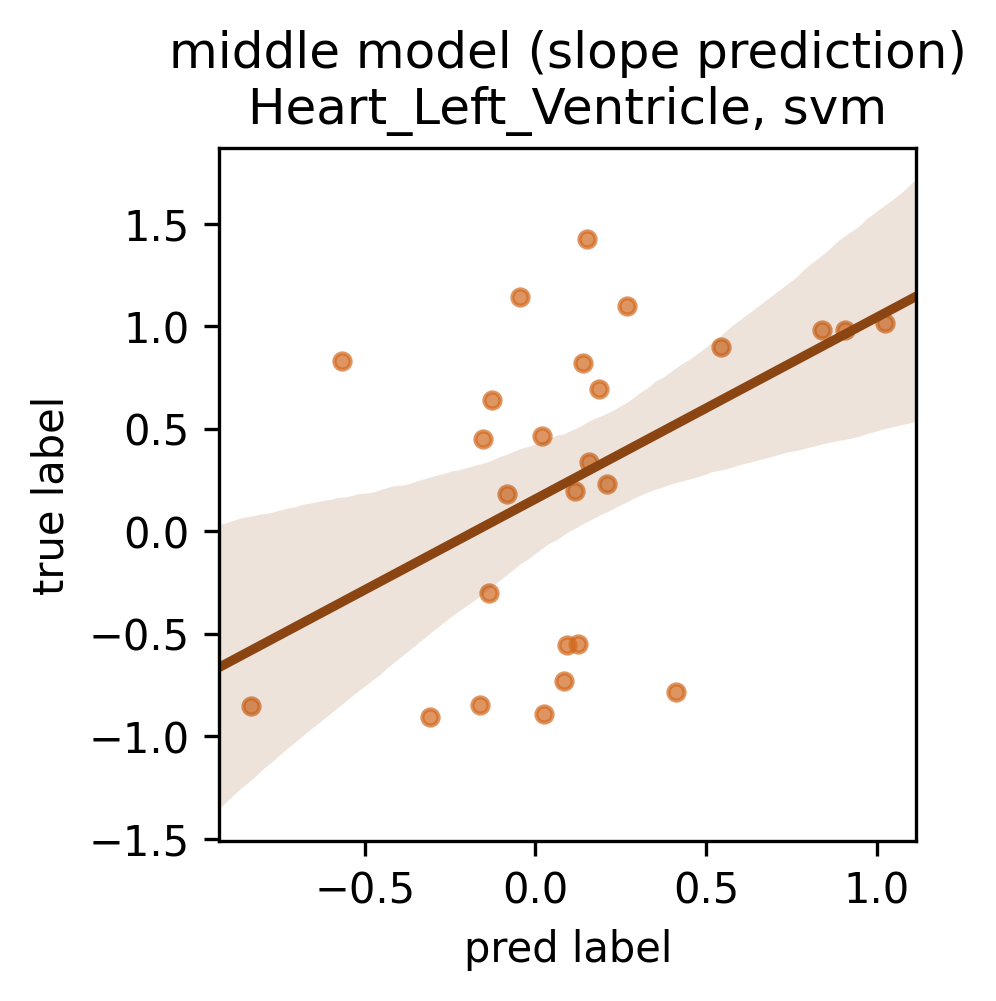 middle model (slope prediction)
Heart_Left_Ventricle, svm
1.5
1.0
0.5
0.0
−0.5
−1.0
−1.5
true label
−0.5
0.0
0.5
1.0
pred label